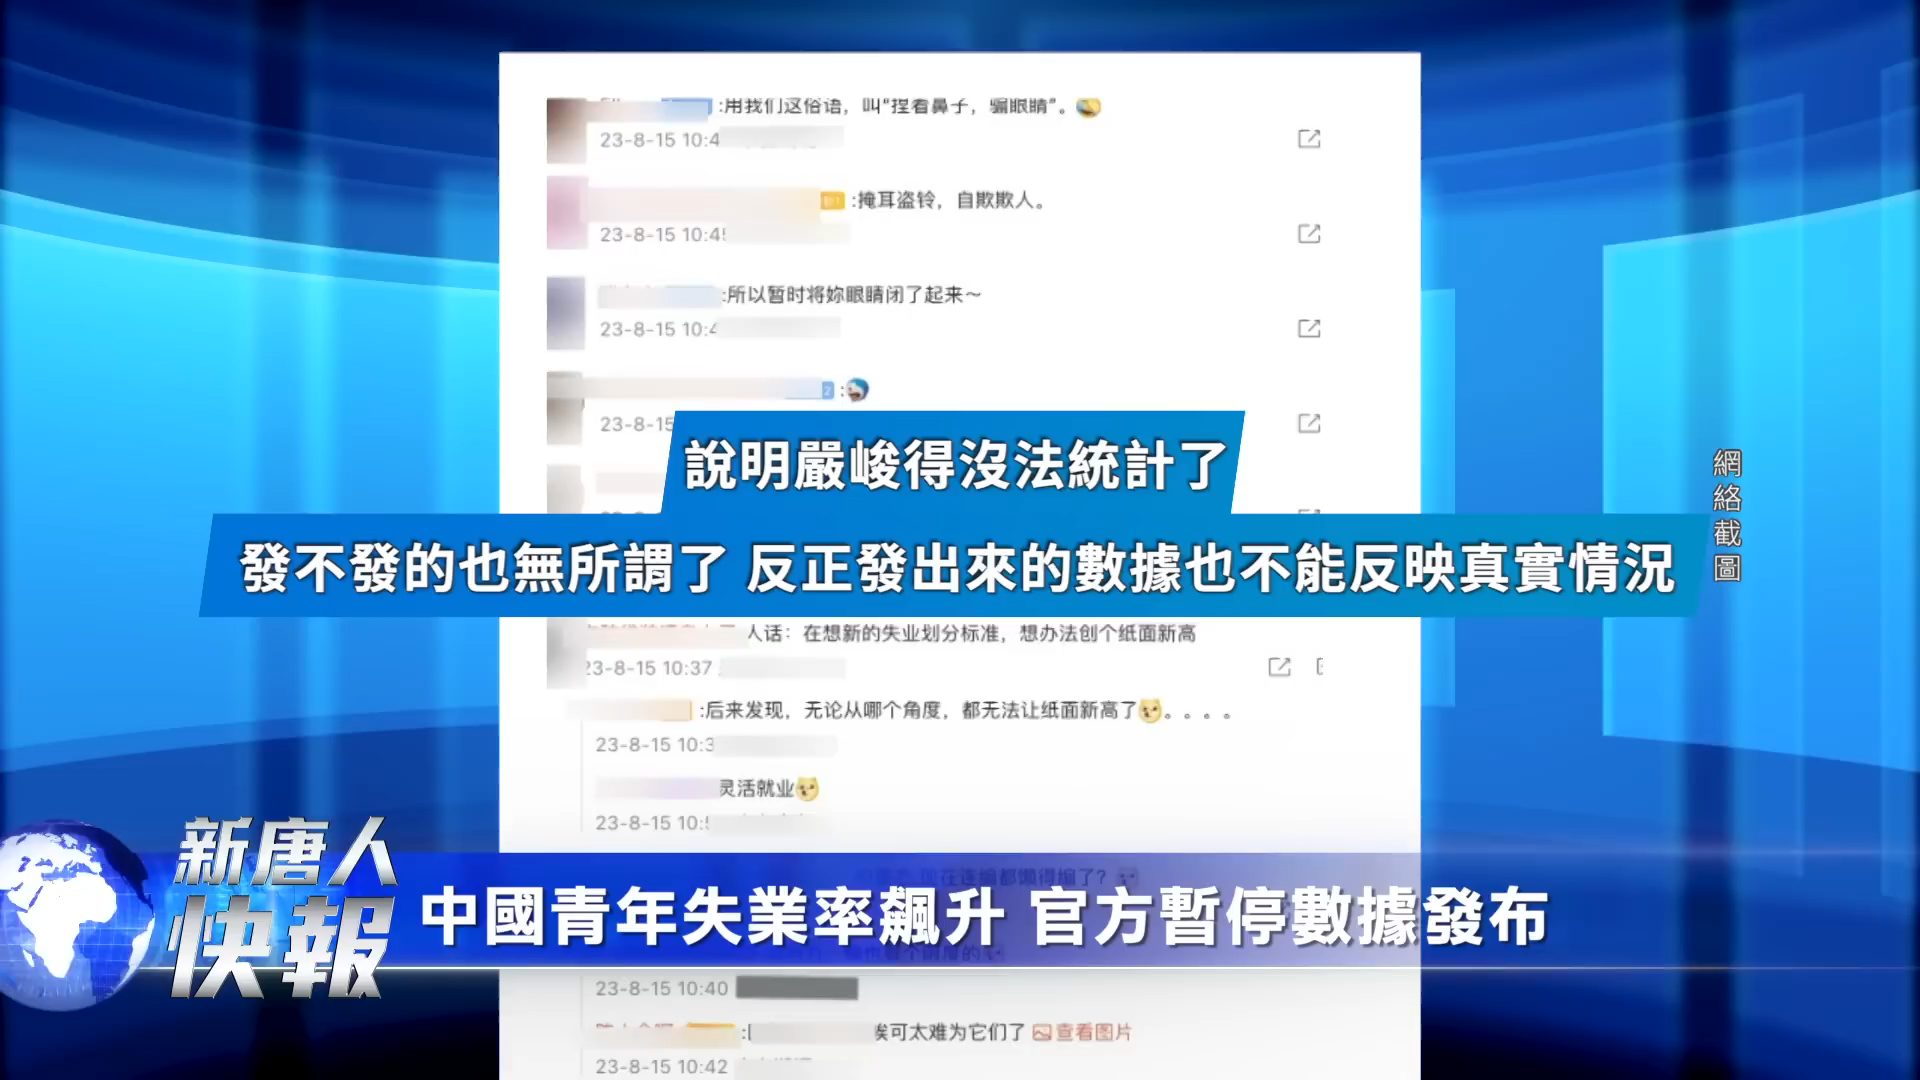 :用我们这俗语，叫“捏着鼻子，骗眼睛”。
23-8-15 10:4
:掩耳盗铃，自欺欺人。
23-8-15 10:4
:所以暂时将妳眼睛闭了起来~
23-8-15 10:4
2 :
23-8-15
說明嚴峻得沒法統計了
發不發的也無所謂了 反正發出來的數據也不能反映真實情況
網絡截圖
人话：在想新的失业划分标准，想办法创个纸面新高
23-8-15 10:37
:后来发现，无论从哪个角度，都无法让纸面新高了。。。。
23-8-15 10:3
灵活就业
23-8-15 10:5
新唐人
快報
中國青年失業率飆升 官方暫停數據發布
23-8-15 10:40
可太难为它们了 查看图片
23-8-15 10:42